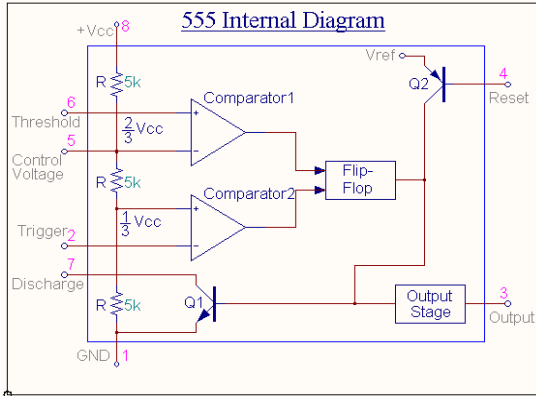 555 Internal Diagram
8
+Vcc
Vref
R 5k
Q2
4
Reset
6
Threshold
Comparator1
+
2/3 Vcc
5
Control
Voltage
−
R 5k
Flip-
Flop
Comparator2
+
1/3 Vcc
Trigger
2
−
7
Discharge
R 5k
Q1
Output
Stage
3
Output
GND
1